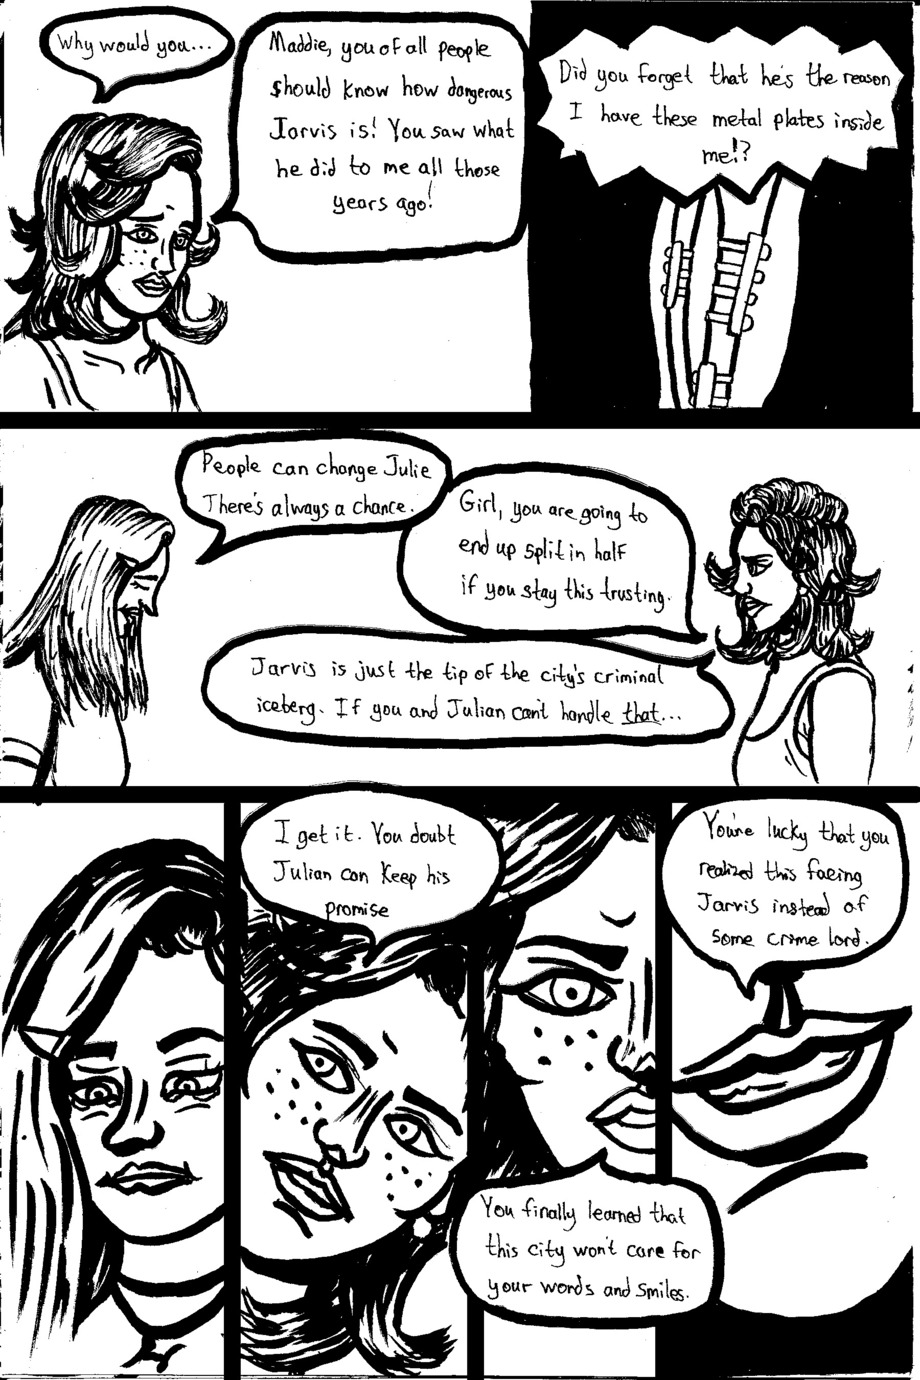 Why would you...
Maddie, you of all people
should know how dangerous
Jarvis is! You saw what
he did to me all those
years ago!
Did you forget that he's the reason
I have these metal plates inside
me!?
People can change Julie
There's always a chance.
Girl, you are going to
end up split in half
if you stay this trusting.
Jarvis is just the tip of the city's criminal
iceberg. If you and Julian can't handle that...
I get it. You doubt
Julian can keep his
promise
You finally learned that
this city won't care for
your words and smiles.
You're lucky that you
realized this facing
Jarvis instead of
some crime lord.